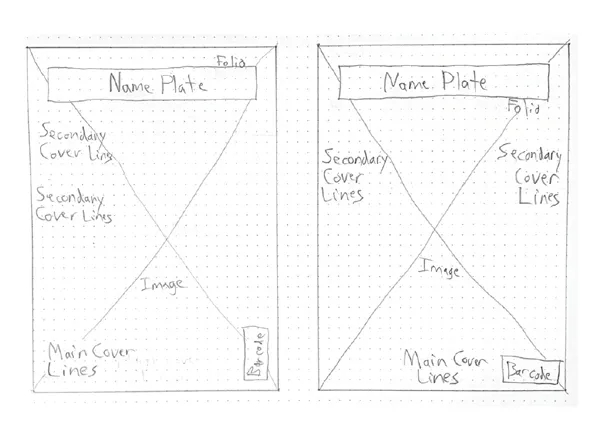 Folio
Name Plate
Secondary
Cover Line
Secondary
Cover Lines
Image
Main Cover
Lines
Barcode
Name Plate
Folio
Secondary
Cover
Lines
Secondary
Cover
Lines
Image
Main Cover
Lines
Barcode